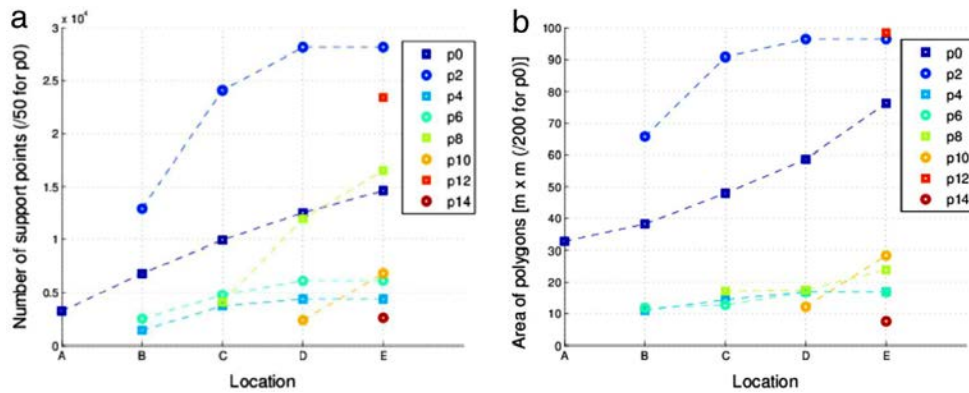 a
x 10⁴
3
2.5
2
1.5
1
0.5
0
A B C D E
Location
Number of support points (/50 for p0)
p0
p2
p4
p6
p8
p10
p12
p14
b
100
90
80
70
60
50
40
30
20
10
0
A B C D E
Location
Area of polygons [m x m (/200 for p0)]
p0
p2
p4
p6
p8
p10
p12
p14